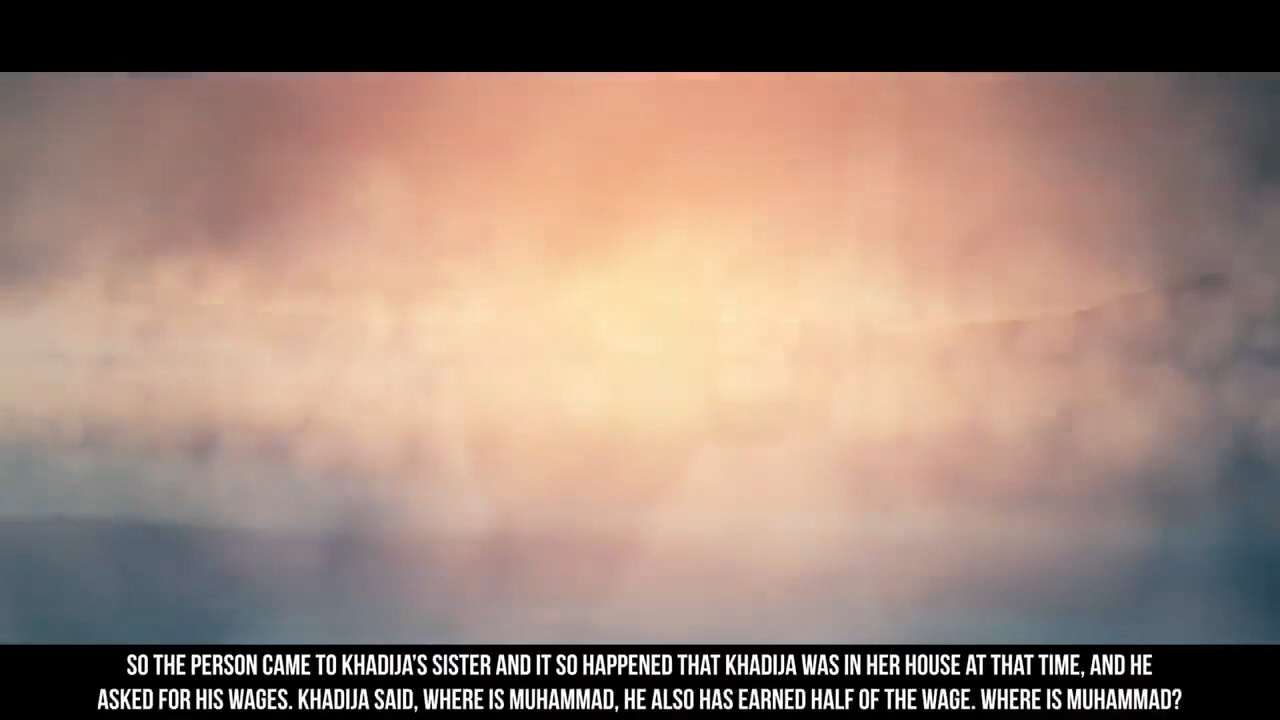 SO THE PERSON CAME TO KHADIJA'S SISTER AND IT SO HAPPENED THAT KHADIJA WAS IN HER HOUSE AT THAT TIME, AND HE
ASKED FOR HIS WAGES. KHADIJA SAID, WHERE IS MUHAMMAD, HE ALSO HAS EARNED HALF OF THE WAGE. WHERE IS MUHAMMAD?